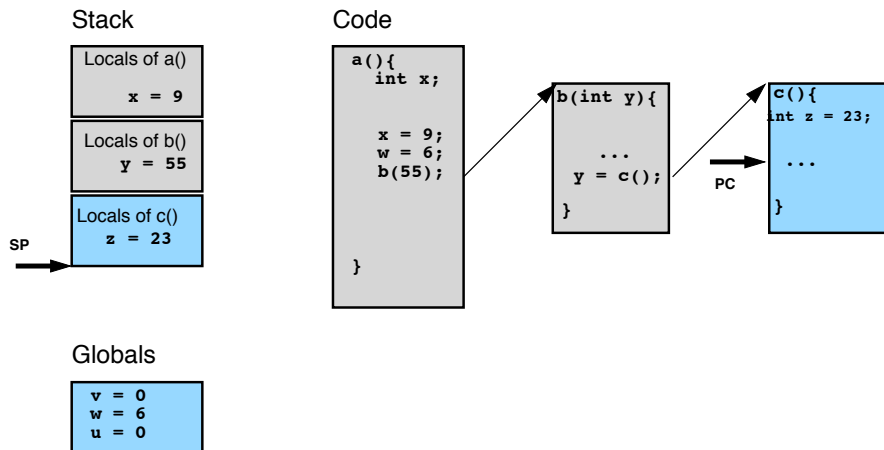 Stack
Locals of a()
x = 9
Locals of b()
y = 55
Locals of c()
z = 23
SP
Code
a(){
int x;
x = 9;
w = 6;
b(55);
}
b(int y){
...
y = c();
}
c(){
int z = 23;
...
}
PC
Globals
v = 0
w = 6
u = 0